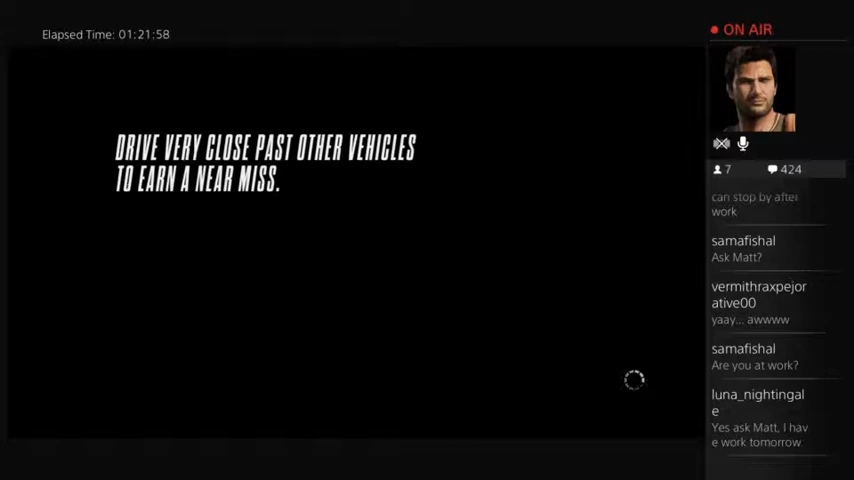 Elapsed Time: 01:21:58
ON AIR
DRIVE VERY CLOSE PAST OTHER VEHICLES
TO EARN A NEAR MISS.
7 424
can stop by after
work
samafishal
Ask Matt?
vermithraxpejor
ative00
yaay... awwww
samafishal
Are you at work?
luna_nightingal
e
Yes ask Matt, I hav
e work tomorrow